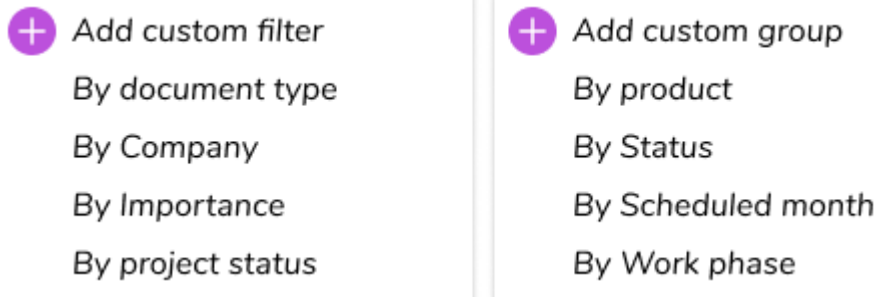 Add custom filter
By document type
By Company
By Importance
By project status
Add custom group
By product
By Status
By Scheduled month
By Work phase